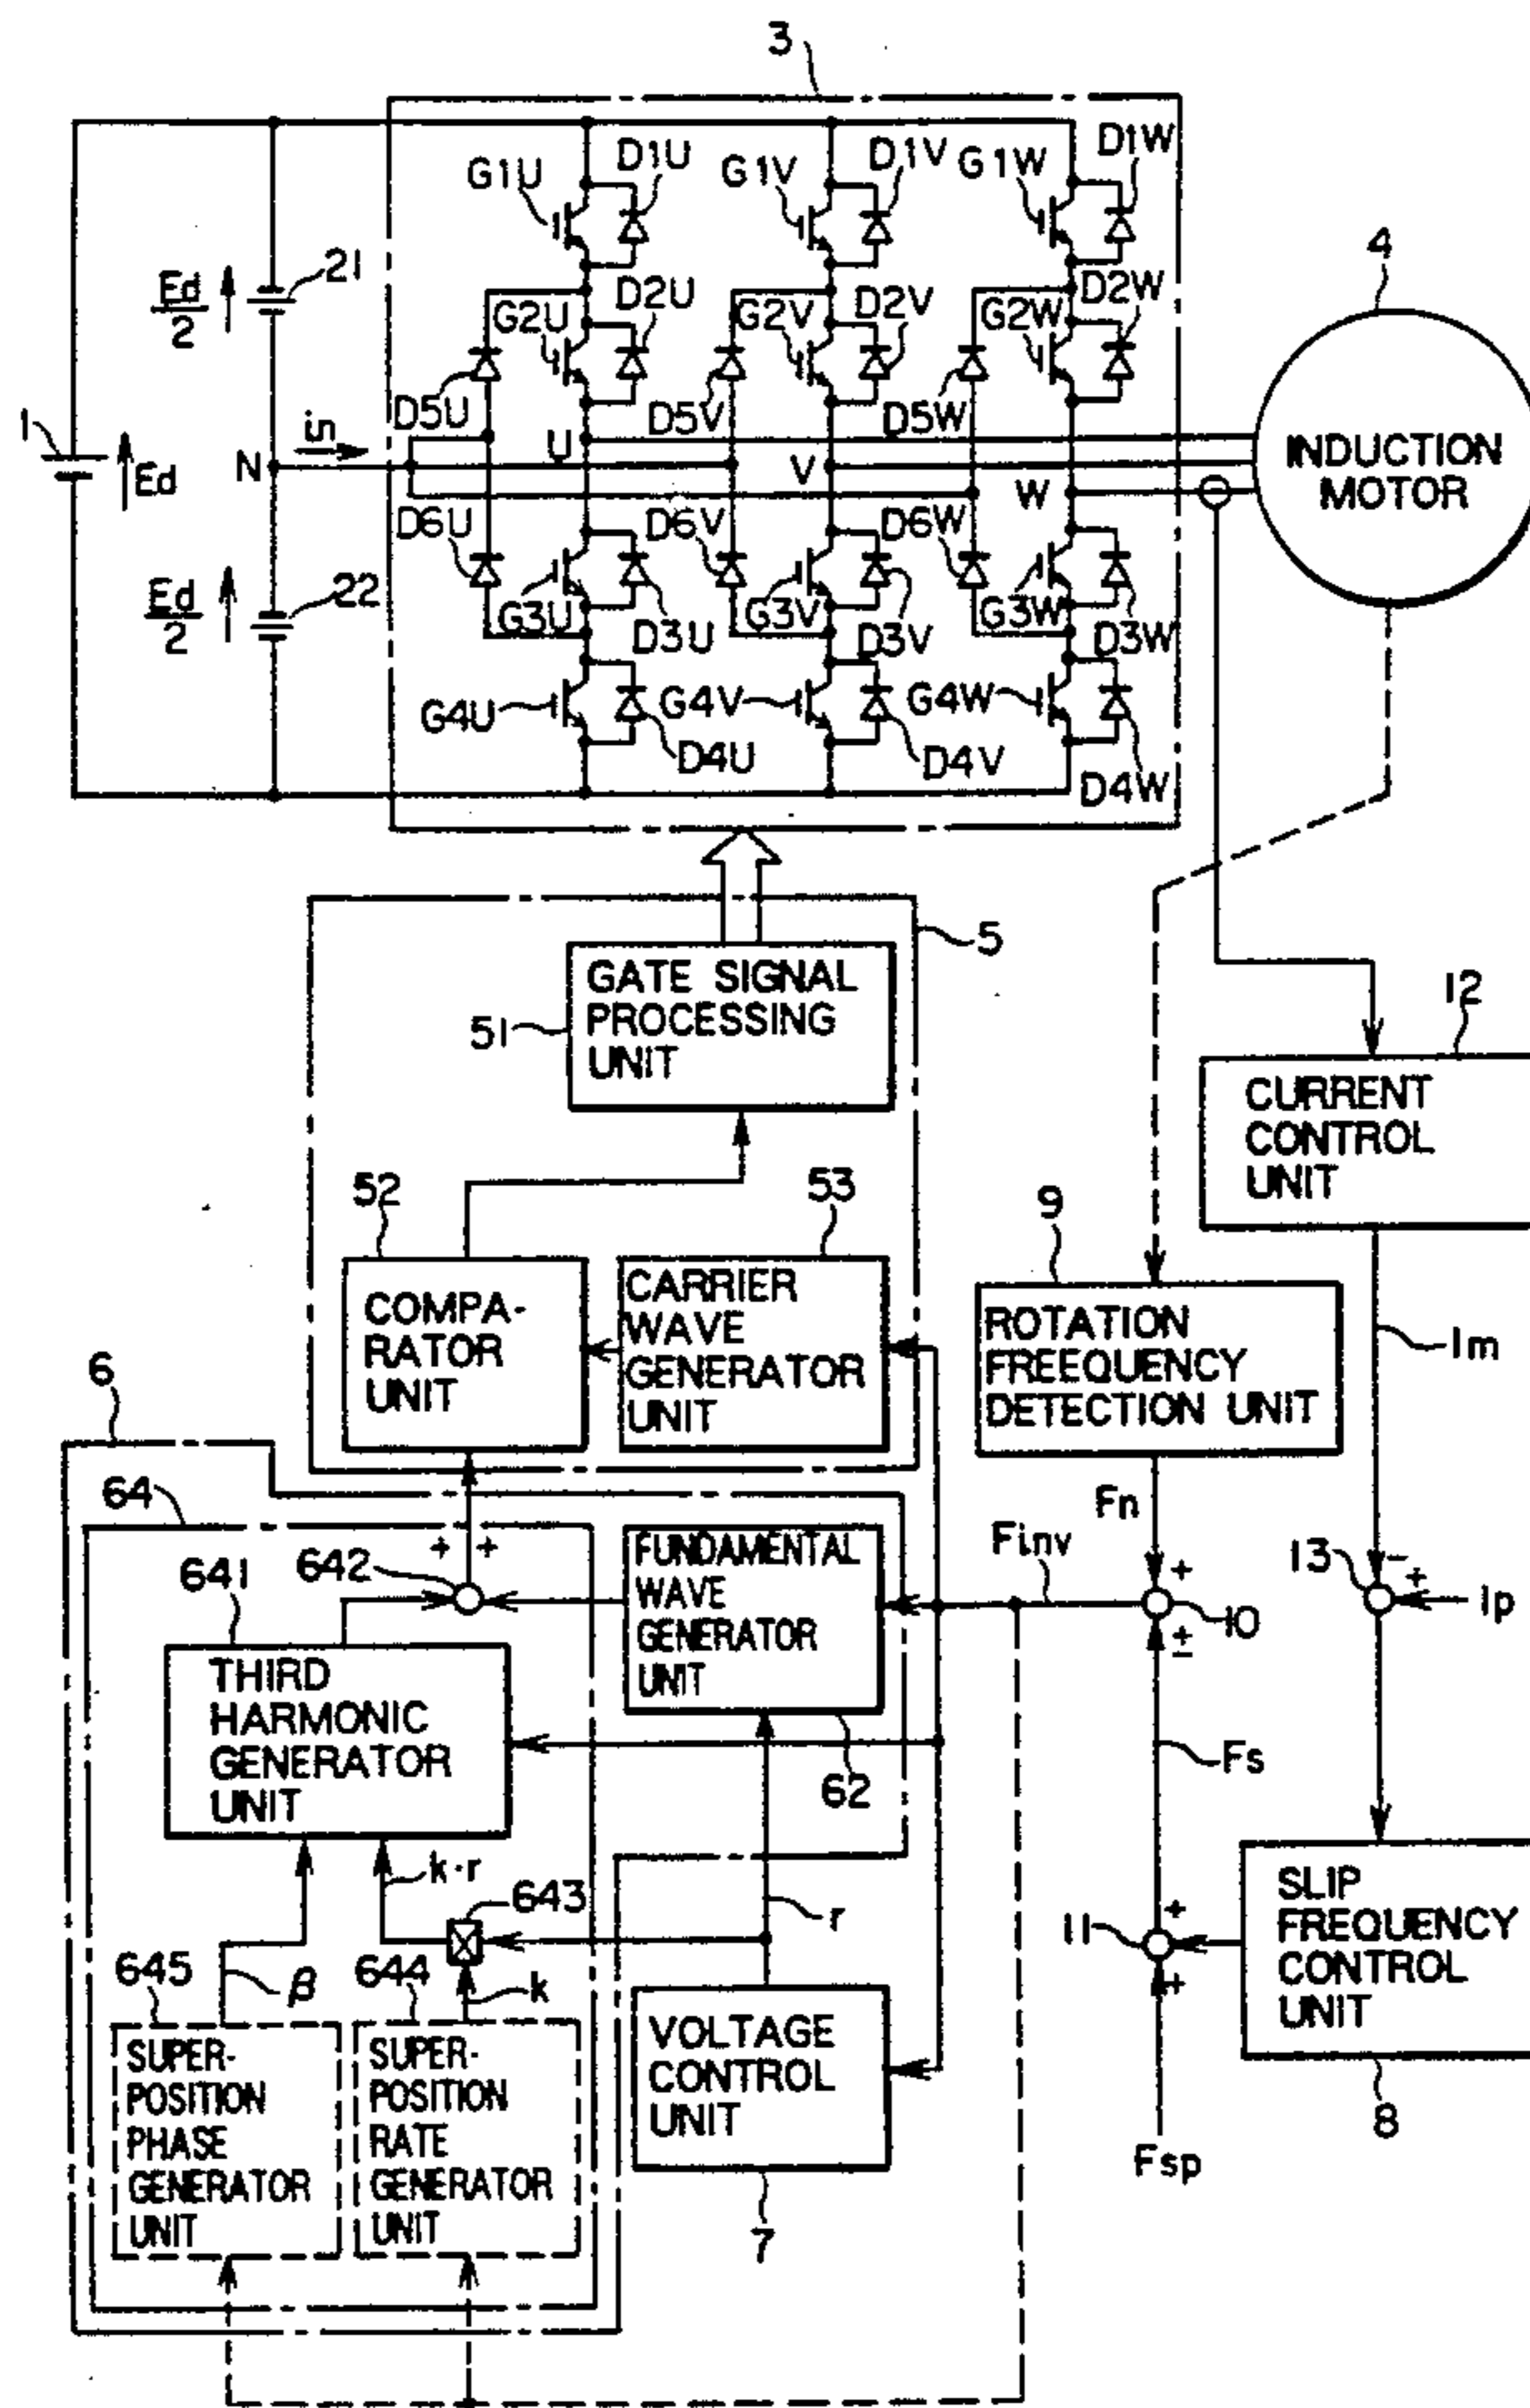 3
G1U
D1U
G1V
D1V
G1W
D1W
4
Ed
2
21
G2U
D2U
G2V
D2V
G2W
D2W
D5U
D5V
D5W
1
Ed
N
in
U
V
W
INDUCTION
MOTOR
D6U
D6V
D6W
Ed
2
22
G3U
D3U
G3V
D3V
G3W
D3W
G4U
D4U
G4V
D4V
G4W
D4W
5
51
GATE SIGNAL
PROCESSING
UNIT
12
CURRENT
CONTROL
UNIT
52
53
9
COMPA-
RATOR
UNIT
CARRIER
WAVE
GENERATOR
UNIT
ROTATION
FREEQUENCY
DETECTION UNIT
Im
6
64
Fn
Finv
641
642
+ +
FUNDAMENTAL
WAVE
GENERATOR
UNIT
+
10
±
13
-
+
Ip
THIRD
HARMONIC
GENERATOR
UNIT
62
Fs
k·r
643
r
11
+
+
SLIP
FREQUENCY
CONTROL
UNIT
645
β
644
k
SUPER-
POSITION
PHASE
GENERATOR
UNIT
SUPER-
POSITION
RATE
GENERATOR
UNIT
VOLTAGE
CONTROL
UNIT
8
Fsp
7